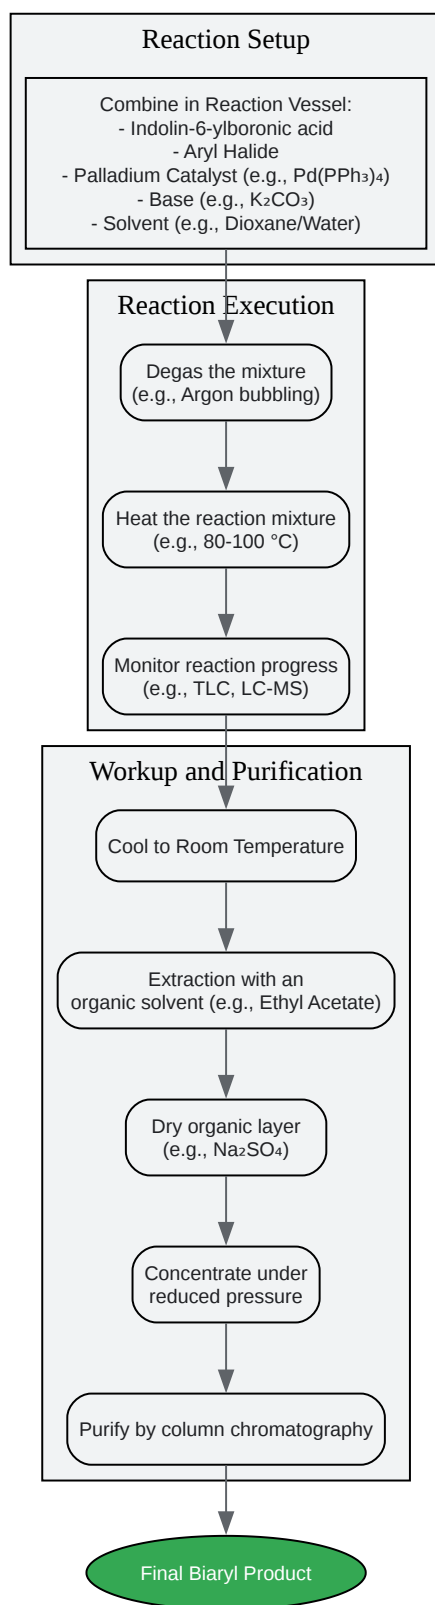 Reaction Setup
Combine in Reaction Vessel:
- Indolin-6-ylboronic acid
- Aryl Halide
- Palladium Catalyst (e.g., Pd(PPh₃)₄)
- Base (e.g., K₂CO₃)
- Solvent (e.g., Dioxane/Water)
Reaction Execution
Degas the mixture
(e.g., Argon bubbling)
Heat the reaction mixture
(e.g., 80-100 °C)
Monitor reaction progress
(e.g., TLC, LC-MS)
Workup and Purification
Cool to Room Temperature
Extraction with an
organic solvent (e.g., Ethyl Acetate)
Dry organic layer
(e.g., Na₂SO₄)
Concentrate under
reduced pressure
Purify by column chromatography
Final Biaryl Product